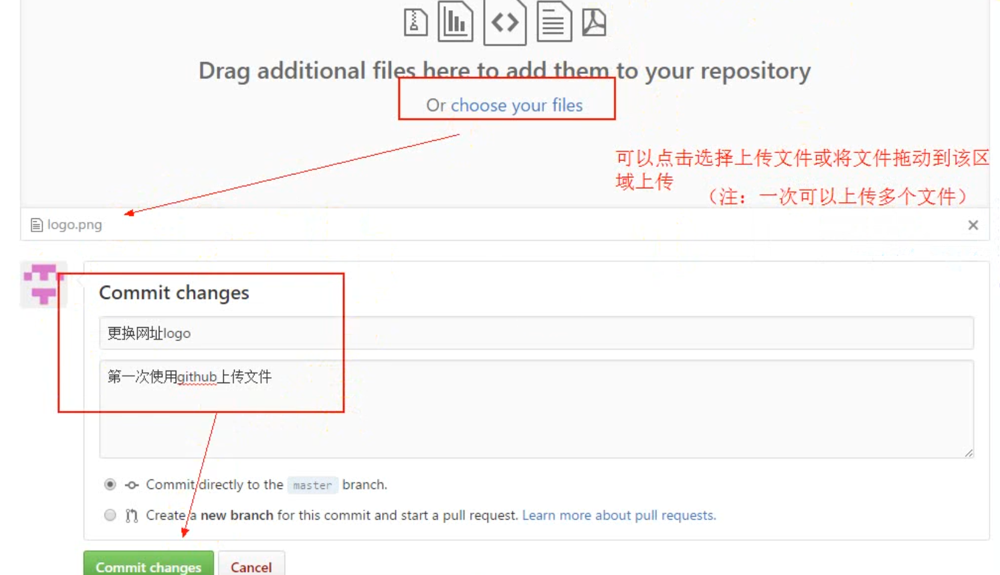 Drag additional files here to add them to your repository
Or choose your files
可以点击选择上传文件或将文件拖动到该区
域上传
（注：一次可以上传多个文件）
logo.png
Commit changes
更换网址logo
第一次使用github上传文件
Commit directly to the master branch.
Create a new branch for this commit and start a pull request. Learn more about pull requests.
Commit changes Cancel